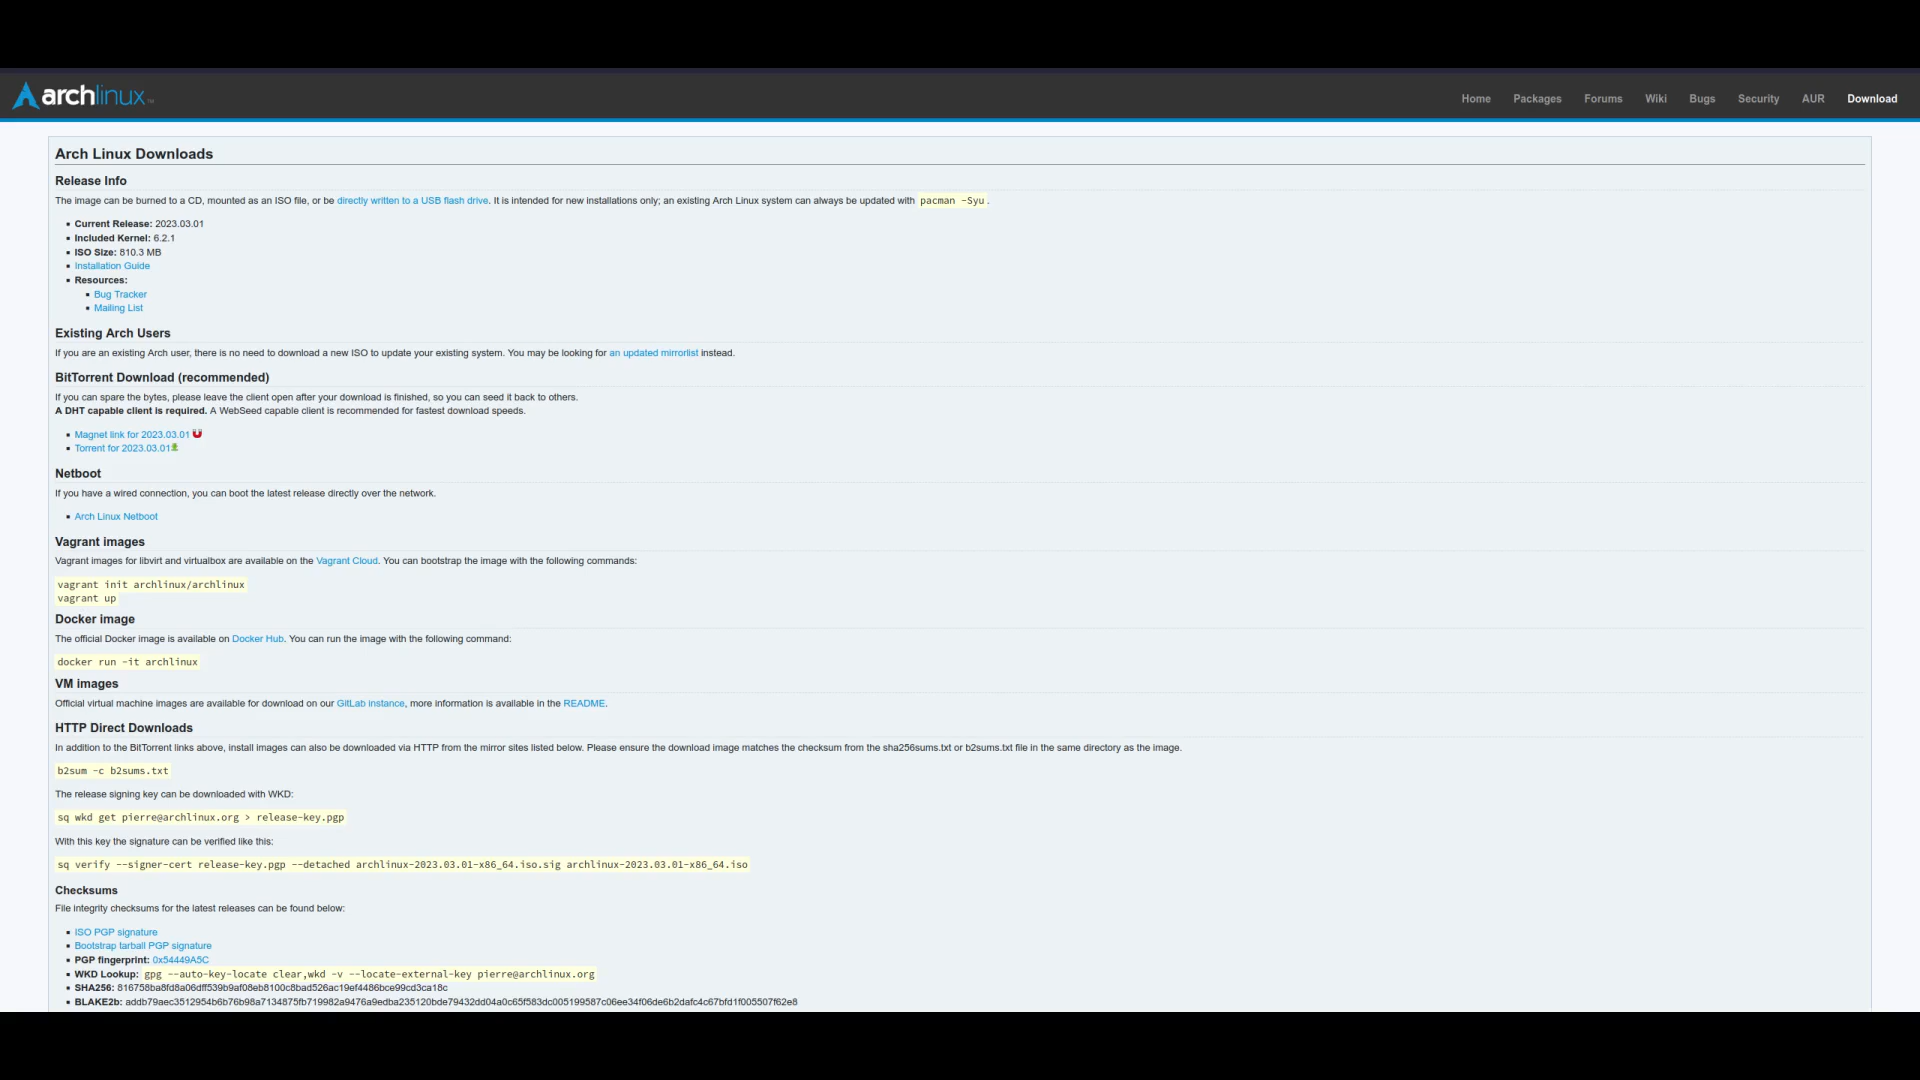 archlinux™
Home Packages Forums Wiki Bugs Security AUR Download
Arch Linux Downloads
Release Info
The image can be burned to a CD, mounted as an ISO file, or be directly written to a USB flash drive. It is intended for new installations only; an existing Arch Linux system can always be updated with pacman -Syu.
Current Release: 2023.03.01
Included Kernel: 6.2.1
ISO Size: 810.3 MB
Installation Guide
Resources:
Bug Tracker
Mailing List
Existing Arch Users
If you are an existing Arch user, there is no need to download a new ISO to update your existing system. You may be looking for an updated mirrorlist instead.
BitTorrent Download (recommended)
If you can spare the bytes, please leave the client open after your download is finished, so you can seed it back to others.
A DHT capable client is required. A WebSeed capable client is recommended for fastest download speeds.
Magnet link for 2023.03.01
Torrent for 2023.03.01
Netboot
If you have a wired connection, you can boot the latest release directly over the network.
Arch Linux Netboot
Vagrant images
Vagrant images for libvirt and virtualbox are available on the Vagrant Cloud. You can bootstrap the image with the following commands:
vagrant init archlinux/archlinux
vagrant up
Docker image
The official Docker image is available on Docker Hub. You can run the image with the following command:
docker run -it archlinux
VM images
Official virtual machine images are available for download on our GitLab instance, more information is available in the README.
HTTP Direct Downloads
In addition to the BitTorrent links above, install images can also be downloaded via HTTP from the mirror sites listed below. Please ensure the download image matches the checksum from the sha256sums.txt or b2sums.txt file in the same directory as the image.
b2sum -c b2sums.txt
The release signing key can be downloaded with WKD:
sq wkd get pierre@archlinux.org > release-key.pgp
With this key the signature can be verified like this:
sq verify --signer-cert release-key.pgp --detached archlinux-2023.03.01-x86_64.iso.sig archlinux-2023.03.01-x86_64.iso
Checksums
File integrity checksums for the latest releases can be found below:
ISO PGP signature
Bootstrap tarball PGP signature
PGP fingerprint: 0x54449A5C
WKD Lookup: gpg --auto-key-locate clear,wkd -v --locate-external-key pierre@archlinux.org
SHA256: 816758ba8fd8a06dff539b9af08eb8100c8bad526ac19ef4486bce99cd3ca18c
BLAKE2b: addb79aec3512954b6b76b98a7134875fb719982a9476a9edba235120bde79432dd04a0c65f583dc005199587c06ee34f06de6b2dafc4c67bfd1f005507f62e8